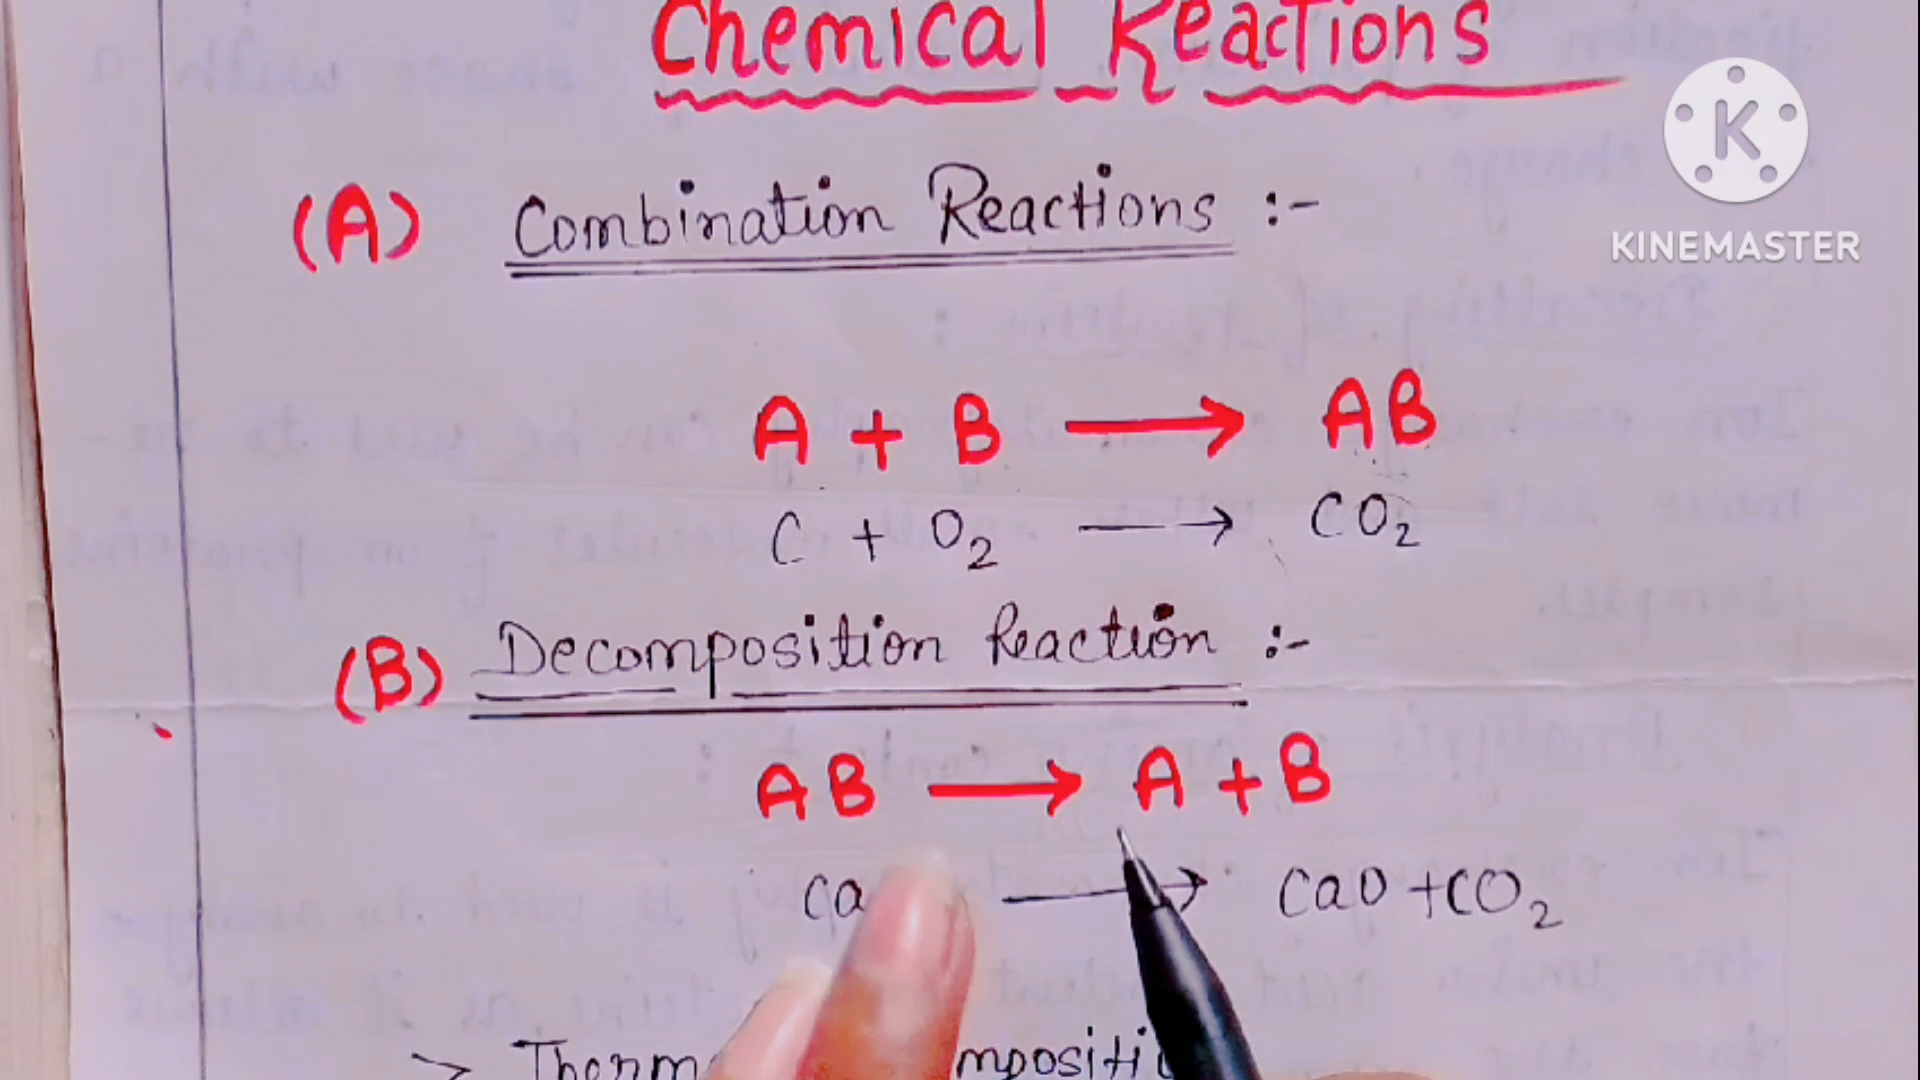 Chemical Reactions
KINEMASTER
(A) Combination Reactions :-
A + B → AB
C + O2 → CO2
(B) Decomposition Reaction :-
AB → A + B
Ca → CaO + CO2
>